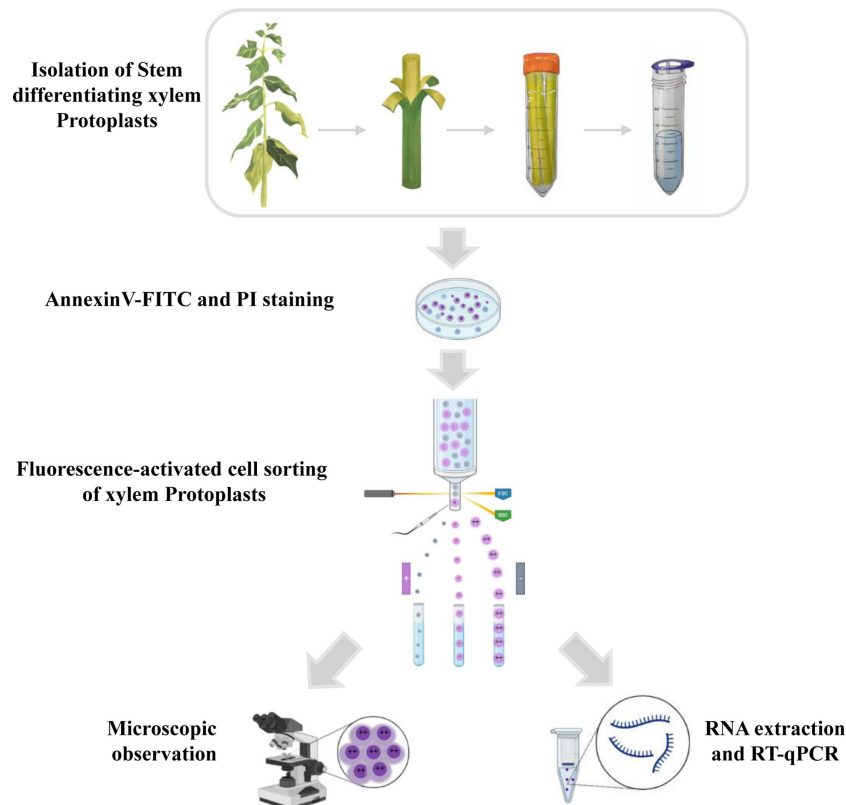 Isolation of Stem
differentiating xylem
Protoplasts
AnnexinV-FITC and PI staining
Fluorescence-activated cell sorting
of xylem Protoplasts
FSC
SSC
+
-
Microscopic
observation
RNA extraction
and RT-qPCR